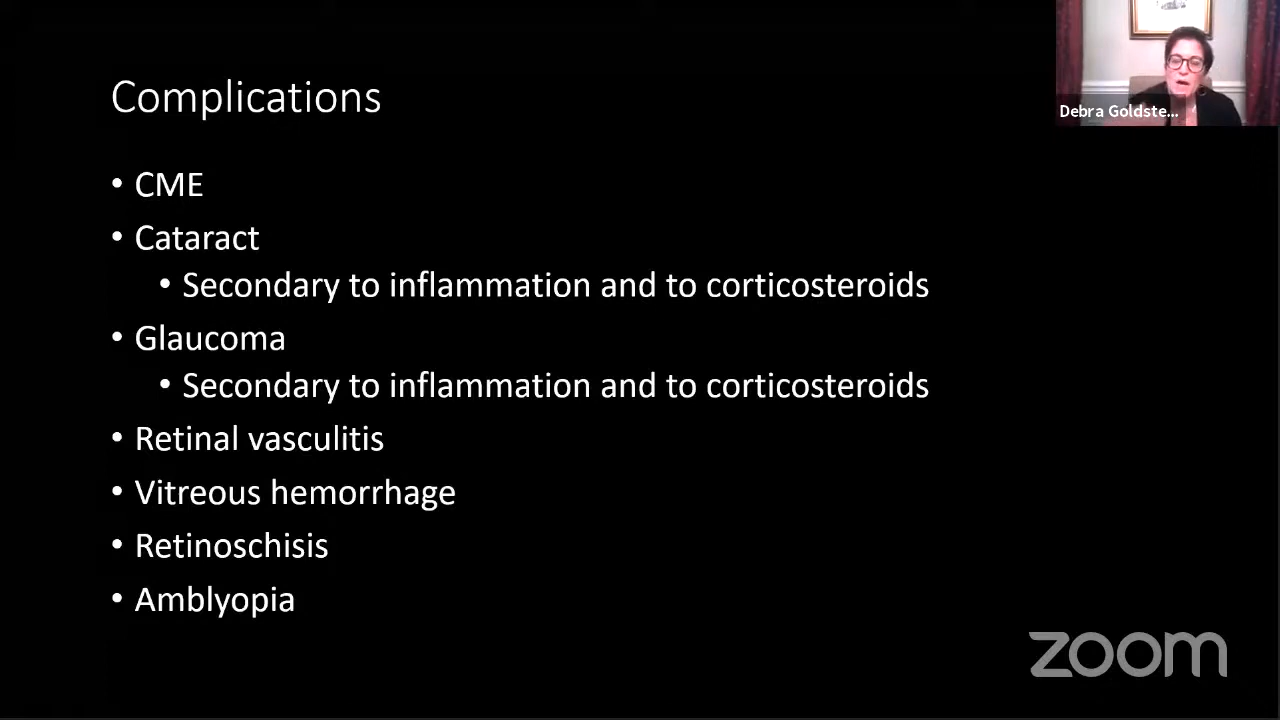 Complications
Debra Goldste...
• CME
• Cataract
• Secondary to inflammation and to corticosteroids
• Glaucoma
• Secondary to inflammation and to corticosteroids
• Retinal vasculitis
• Vitreous hemorrhage
• Retinoschisis
• Amblyopia
zoom